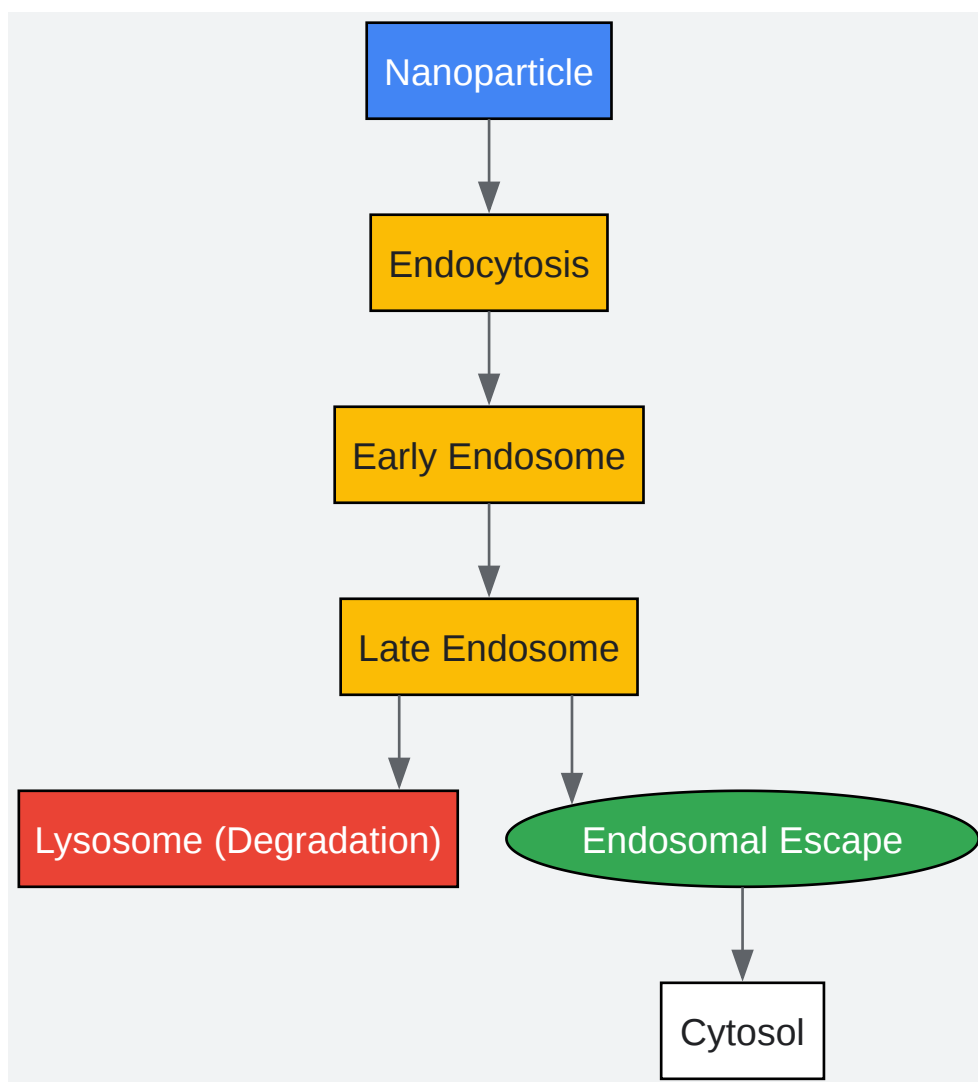 Nanoparticle
Endocytosis
Early Endosome
Late Endosome
Lysosome (Degradation)
Endosomal Escape
Cytosol